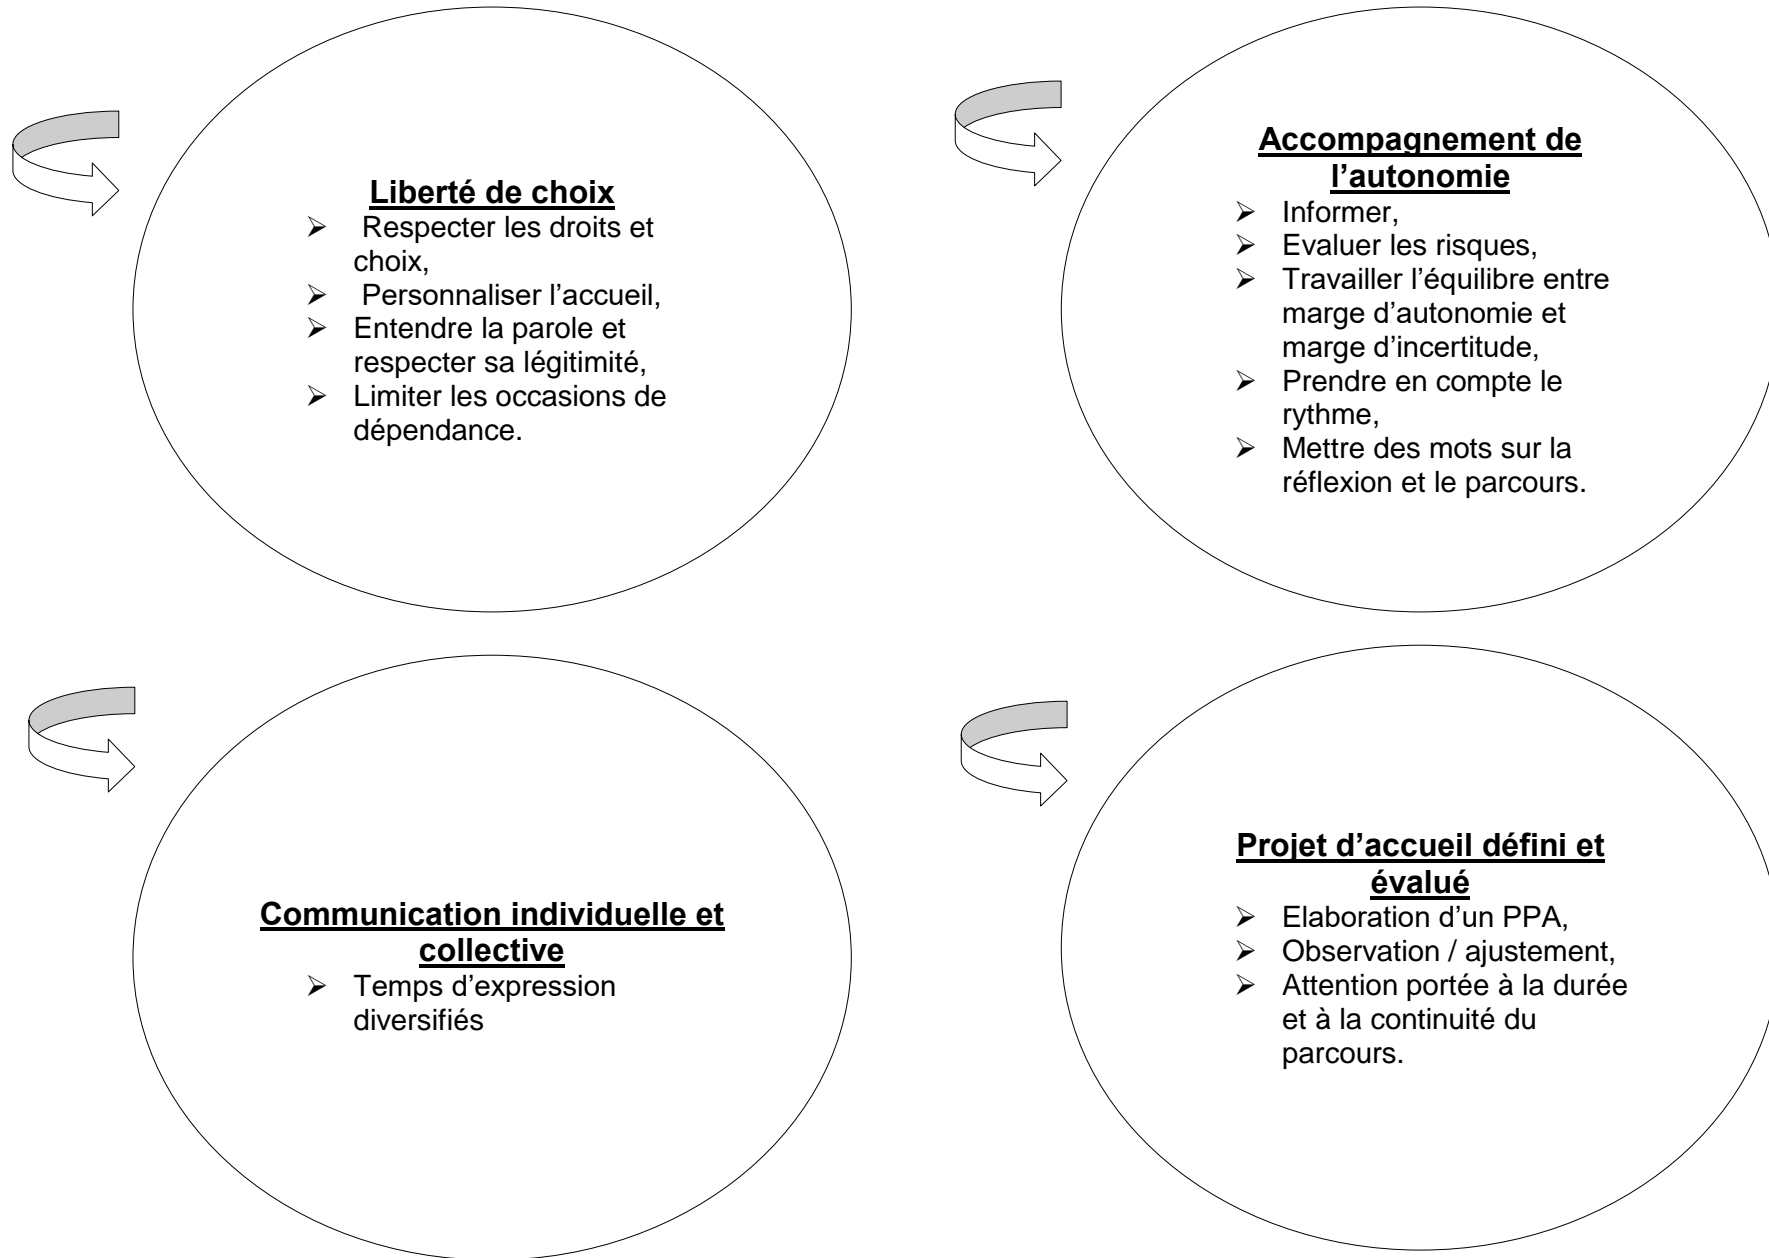 Liberté de choix
➢ Respecter les droits et
choix,
➢ Personnaliser l’accueil,
➢ Entendre la parole et
respecter sa légitimité,
➢ Limiter les occasions de
dépendance.
Accompagnement de
l’autonomie
➢ Informer,
➢ Evaluer les risques,
➢ Travailler l’équilibre entre
marge d’autonomie et
marge d’incertitude,
➢ Prendre en compte le
rythme,
➢ Mettre des mots sur la
réflexion et le parcours.
Communication individuelle et
collective
➢ Temps d’expression
diversifiés
Projet d’accueil défini et
évalué
➢ Elaboration d’un PPA,
➢ Observation / ajustement,
➢ Attention portée à la durée
et à la continuité du
parcours.